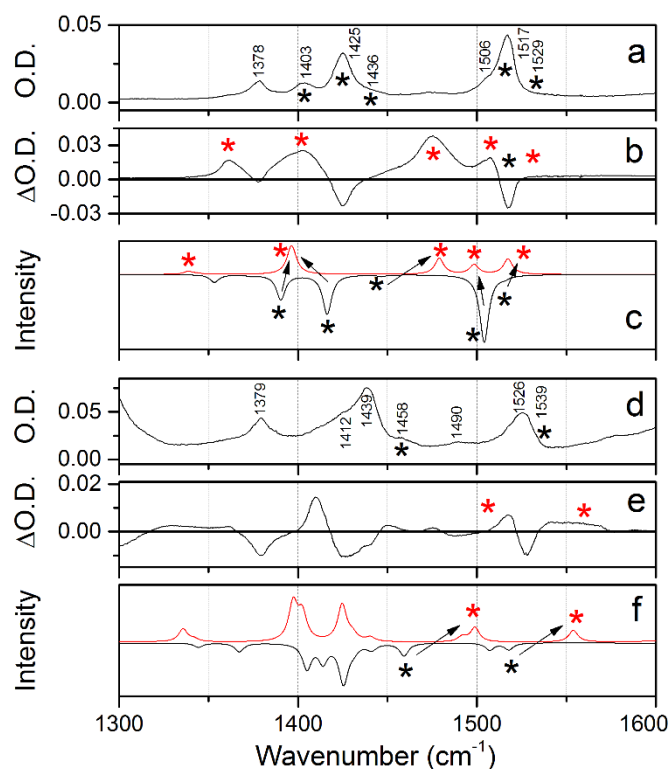 0.05
0.00
O.D.
1378
1403
1425
1436
1506
1517
1529
a
0.03
0.00
-0.03
ΔO.D.
b
Intensity
c
0.05
0.00
O.D.
1379
1412
1439
1458
1490
1526
1539
d
0.02
0.00
ΔO.D.
e
Intensity
f
1300 1400 1500 1600
Wavenumber (cm-1)